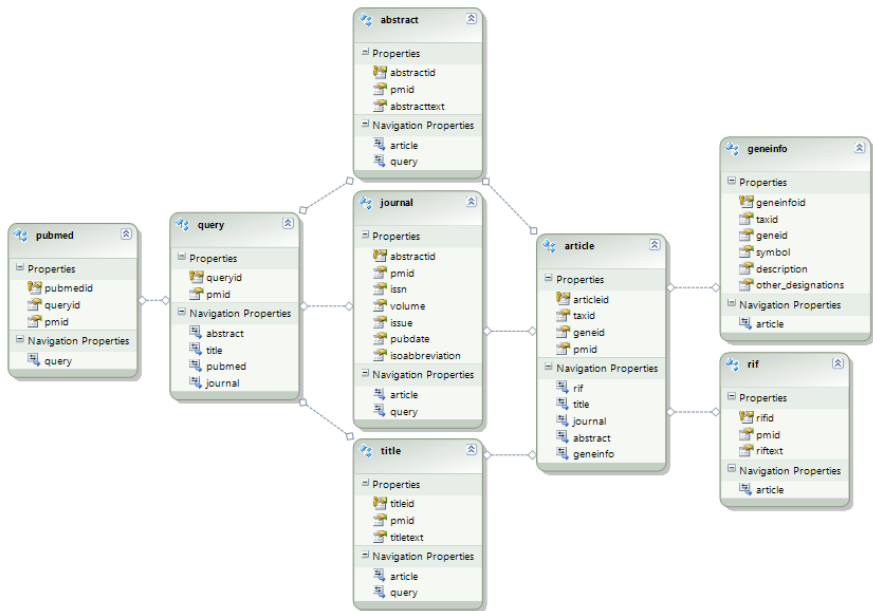 abstract
Properties
abstractid
pmid
abstracttext
Navigation Properties
article
query
pubmed
Properties
pubmedid
queryid
pmid
Navigation Properties
query
query
Properties
queryid
pmid
Navigation Properties
abstract
title
pubmed
journal
journal
Properties
abstractid
pmid
issn
volume
issue
pubdate
isoabbreviation
Navigation Properties
article
query
title
Properties
titleid
pmid
titletext
Navigation Properties
article
query
article
Properties
articleid
taxid
geneid
pmid
Navigation Properties
rif
title
journal
abstract
geneinfo
geneinfo
Properties
geneinfoid
taxid
geneid
symbol
description
other_designations
Navigation Properties
article
rif
Properties
rifid
pmid
riftext
Navigation Properties
article